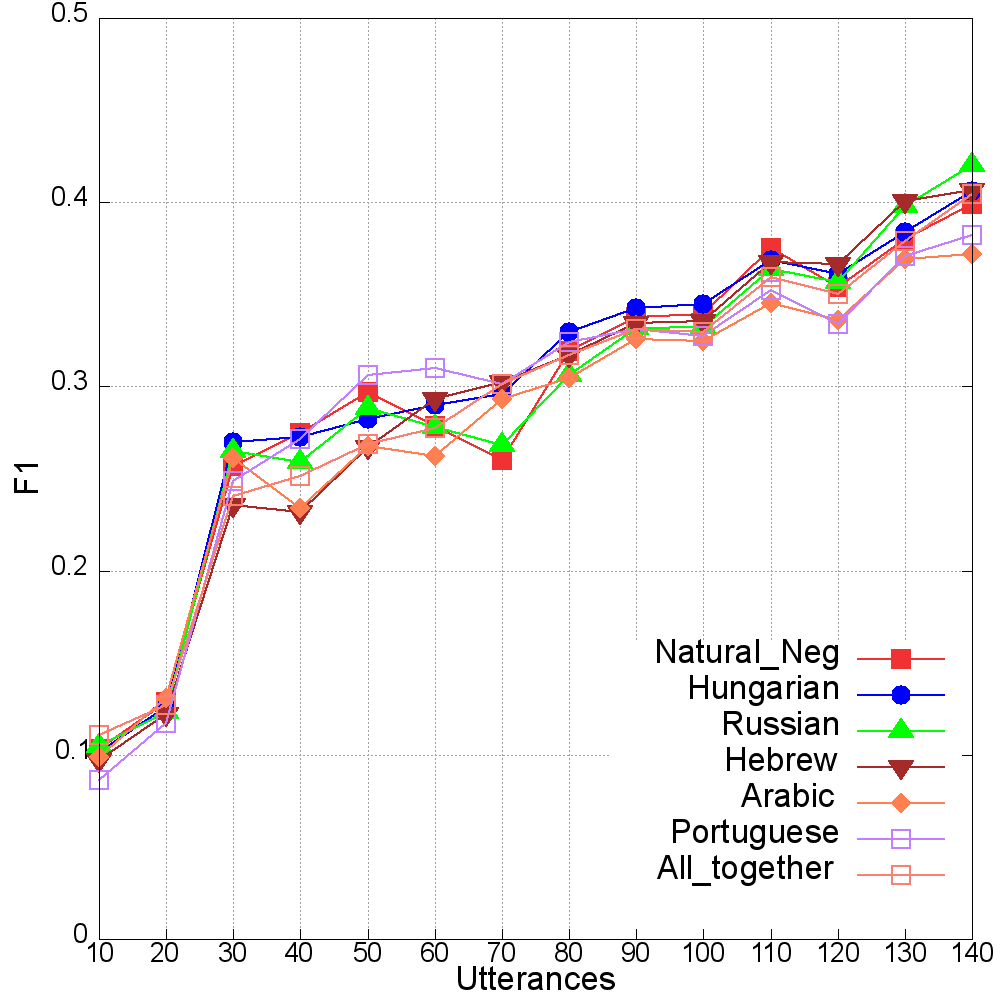 0.5
0.4
0.3
0.2
0.1
0
F1
10 20 30 40 50 60 70 80 90 100 110 120 130 140
Utterances
Natural_Neg
Hungarian
Russian
Hebrew
Arabic
Portuguese
All_together